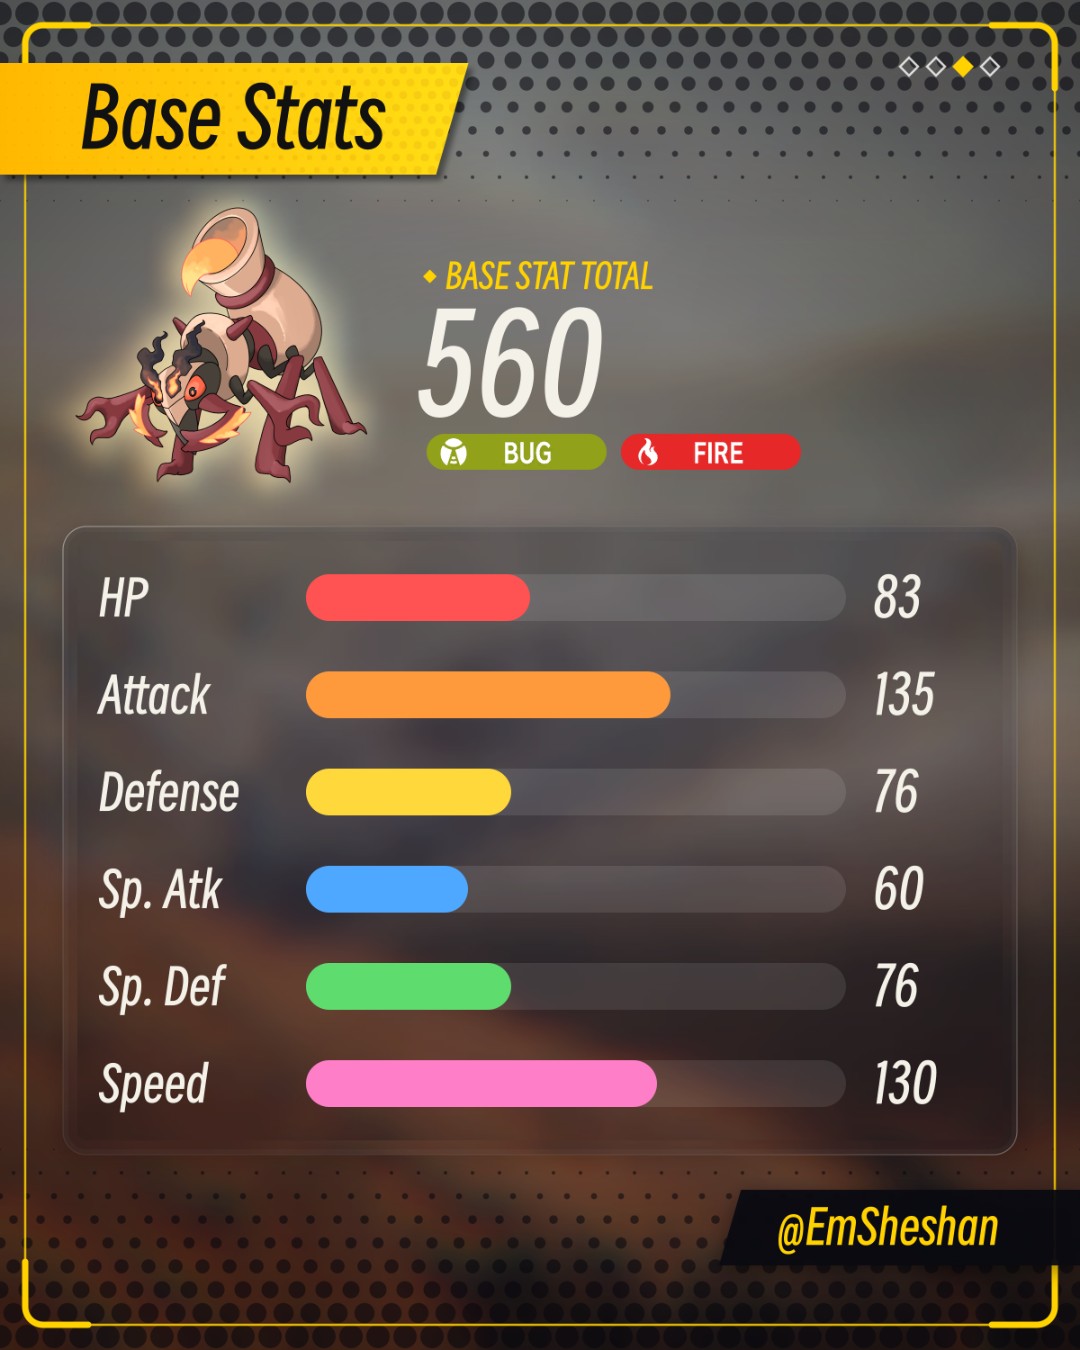 Base Stats
BASE STAT TOTAL
560
BUG FIRE
HP 83
Attack 135
Defense 76
Sp. Atk 60
Sp. Def 76
Speed 130
@EmSheshan